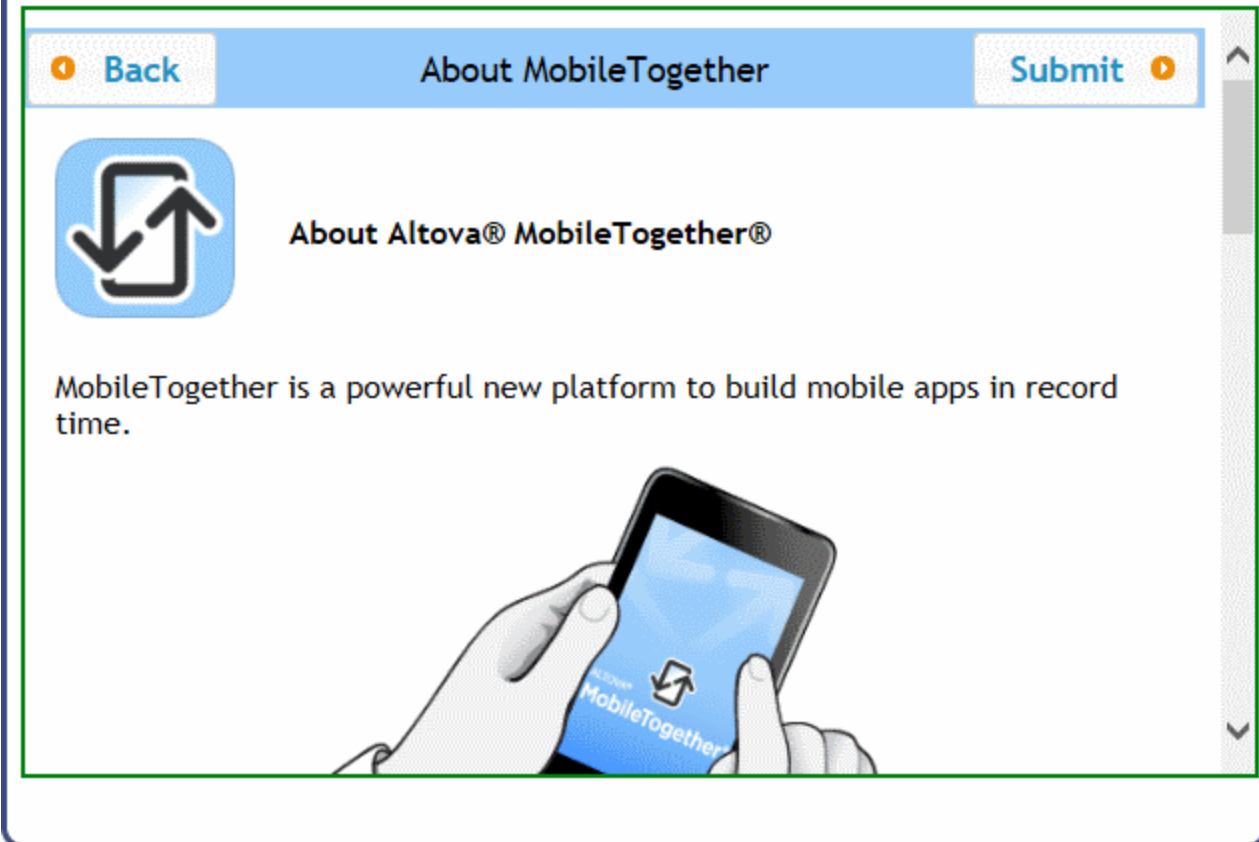 Back About MobileTogether Submit
About Altova® MobileTogether®
MobileTogether is a powerful new platform to build mobile apps in record
time.
ALTOVA®
MobileTogether®